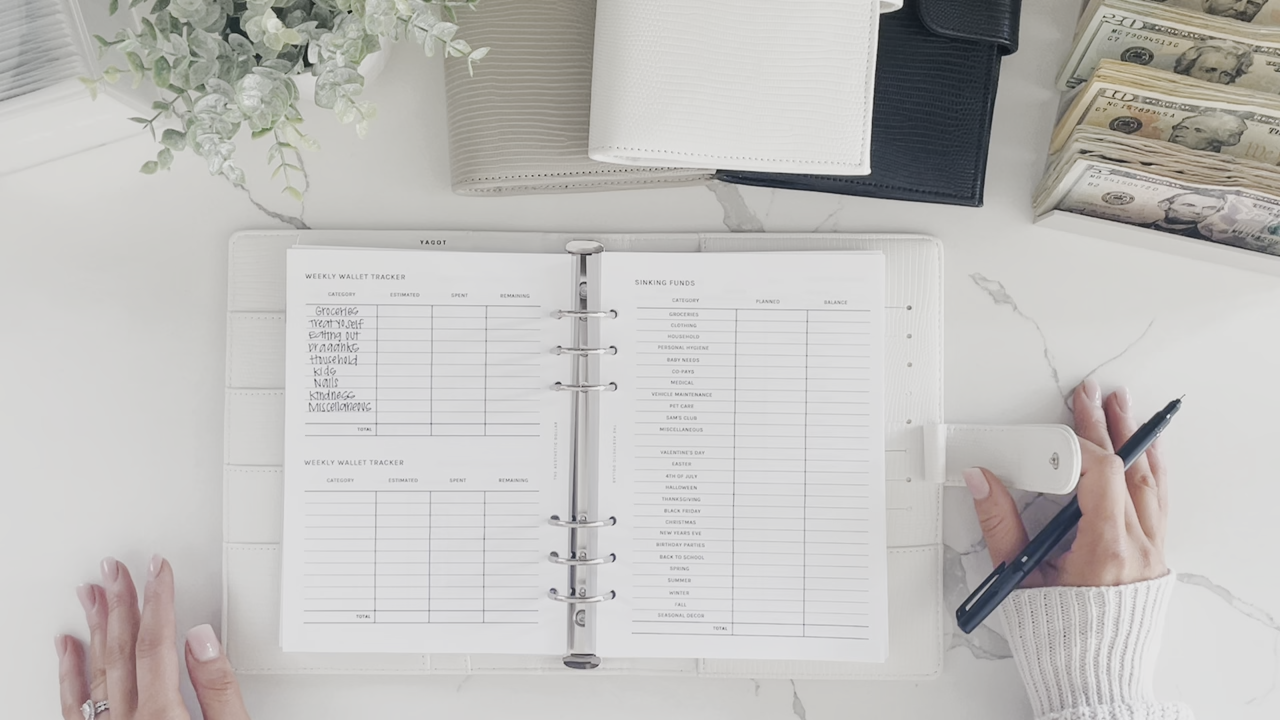 YAQOT
WEEKLY WALLET TRACKER
CATEGORY ESTIMATED SPENT REMAINING
Groceries
Treat Yoself
Eating out
Household
Kids
Nails
Kindness
Miscellaneous
TOTAL
WEEKLY WALLET TRACKER
CATEGORY ESTIMATED SPENT REMAINING
TOTAL
SINKING FUNDS
CATEGORY PLANNED BALANCE
GROCERIES
CLOTHING
HOUSEHOLD
PERSONAL HYGIENE
BABY NEEDS
CO-PAYS
MEDICAL
VEHICLE MAINTENANCE
PET CARE
SAM'S CLUB
MISCELLANEOUS
VALENTINE'S DAY
EASTER
4TH OF JULY
HALLOWEEN
THANKSGIVING
BLACK FRIDAY
CHRISTMAS
NEW YEARS EVE
BIRTHDAY PARTIES
BACK TO SCHOOL
SPRING
SUMMER
WINTER
FALL
SEASONAL DECOR
TOTAL